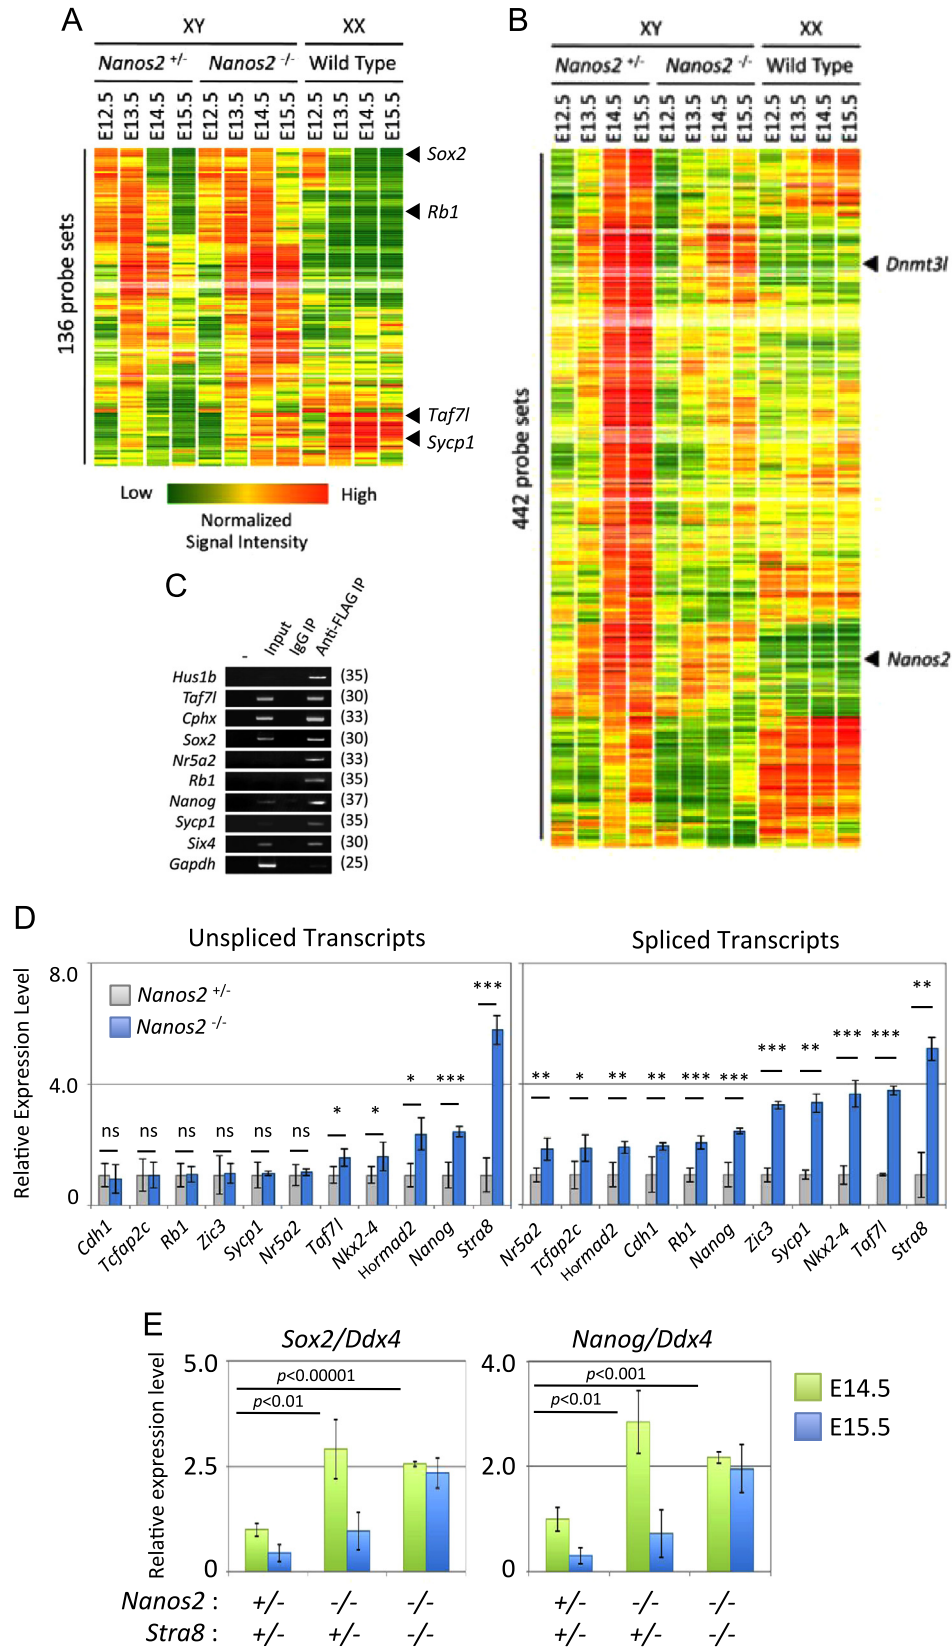 A
XY XX
Nanos2 +/- Nanos2 -/- Wild Type
E12.5 E13.5 E14.5 E15.5 E12.5 E13.5 E14.5 E15.5 E12.5 E13.5 E14.5 E15.5
136 probe sets
Sox2
Rb1
Taf7l
Sycp1
Low High
Normalized
Signal Intensity
B
XY XX
Nanos2 +/- Nanos2 -/- Wild Type
E12.5 E13.5 E14.5 E15.5 E12.5 E13.5 E14.5 E15.5 E12.5 E13.5 E14.5 E15.5
442 probe sets
Dnmt3l
Nanos2
C
- Input IgG IP Anti-FLAG IP
Hus1b (35)
Taf7l (30)
Cphx (33)
Sox2 (30)
Nr5a2 (33)
Rb1 (35)
Nanog (37)
Sycp1 (35)
Six4 (30)
Gapdh (25)
D
Unspliced Transcripts Spliced Transcripts
Relative Expression Level
8.0
4.0
0
Nanos2 +/-
Nanos2 -/-
ns ns ns ns ns ns * * * *** ***
** * ** ** *** *** *** ** *** *** **
Cdh1 Tcfap2c Rb1 Zic3 Sycp1 Nr5a2 Taf7l Nkx2-4 Hormad2 Nanog Stra8
Nr5a2 Tcfap2c Hormad2 Cdh1 Rb1 Nanog Zic3 Sycp1 Nkx2-4 Taf7l Stra8
E
Sox2/Ddx4 Nanog/Ddx4
Relative expression level
5.0
2.5
0
p<0.00001
p<0.01
4.0
2.0
0
p<0.001
p<0.01
E14.5
E15.5
Nanos2 : +/- -/- -/- +/- -/- -/-
Stra8 : +/- +/- -/- +/- +/- -/-